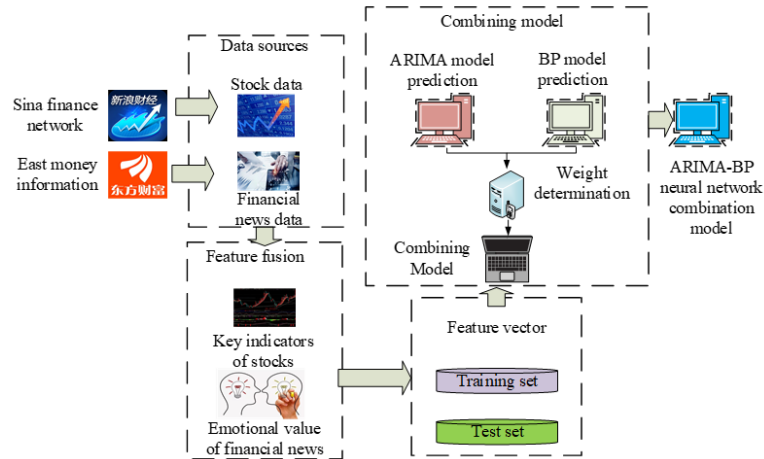 Data sources
Sina finance
network
新浪财经
Stock data
East money
information
东方财富
Financial
news data
Feature fusion
Key indicators
of stocks
Emotional value
of financial news
Combining model
ARIMA model
prediction
BP model
prediction
Weight
determination
Combining
Model
ARIMA-BP
neural network
combination
model
Feature vector
Training set
Test set